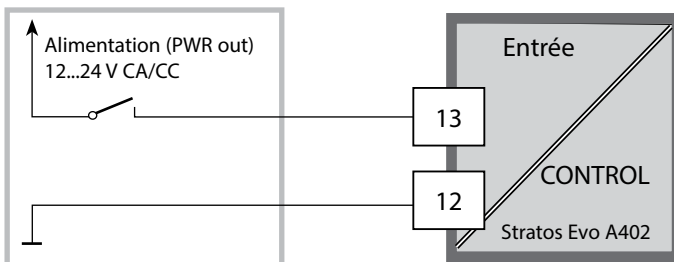 Alimentation (PWR out)
12...24 V CA/CC
Entrée
13
12
CONTROL
Stratos Evo A402